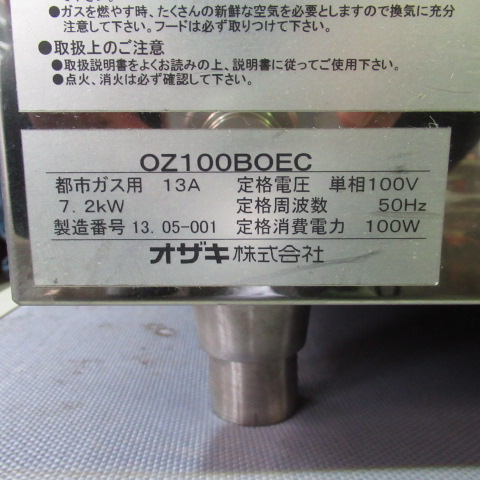 ●ガスを燃やす時、たくさんの新鮮な空気を必要としますので換気に充分
注意して下さい。フードは必ず取りつけて下さい。
●取扱上のご注意
●取扱説明書をよくお読みの上、説明書に従ってご使用下さい。
●点火、消火は必ず確認して下さい。
OZ100BOEC
都市ガス用 13A 定格電圧 単相100V
7.2kW 定格周波数 50Hz
製造番号 13.05-001 定格消費電力 100W
オザキ株式会社